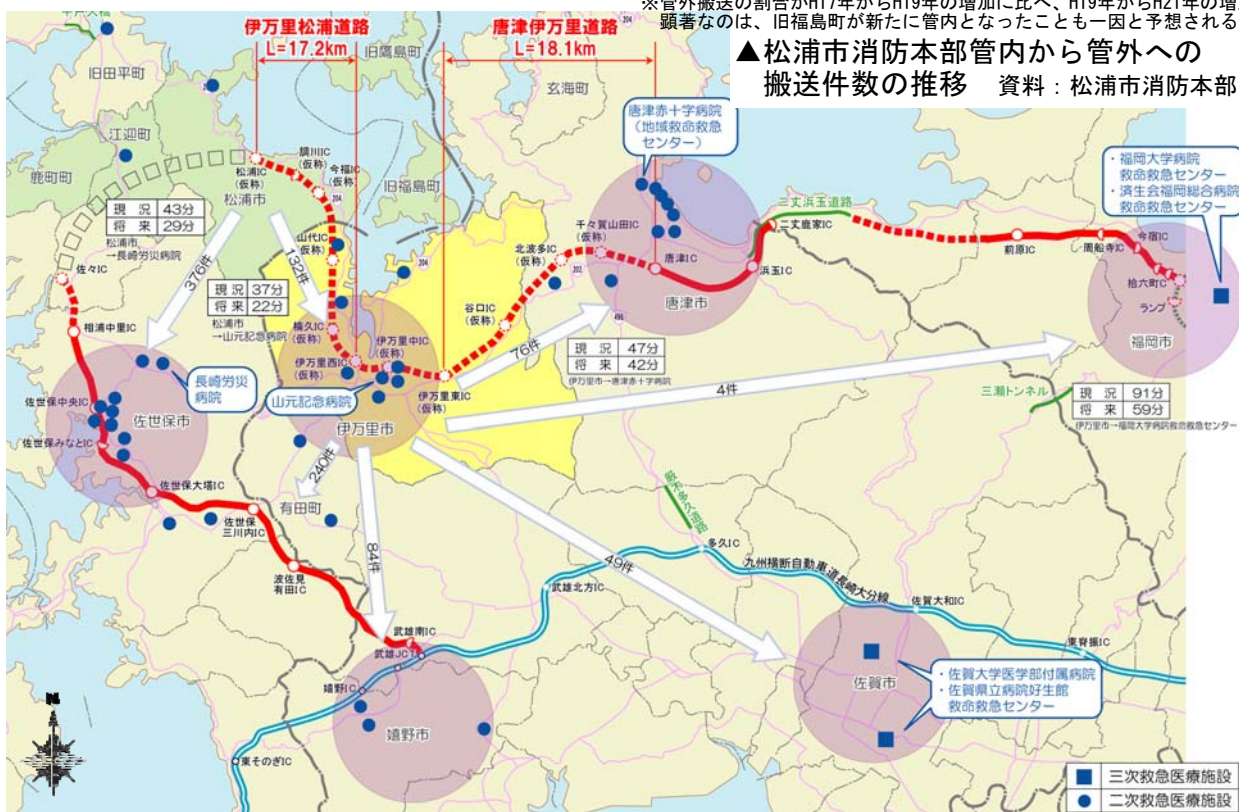 ※管外搬送の割合がH17年からH19年の増加に比べ、H19年からH21年の増
顕著なのは、旧福島町が新たに管内となったことも一因と予想される
▲松浦市消防本部管内から管外への
搬送件数の推移　資料：松浦市消防本部
伊万里松浦道路
L=17.2km
唐津伊万里道路
L=18.1km
旧田平町
旧鷹島町
204
玄海町
江迎町
鹿町町
松浦IC
(仮称)
松浦市
調川IC
(仮称)
今福IC
(仮称)
204
旧福島町
唐津赤十字病院
(地域救命救急
センター)
・福岡大学病院
救命救急センター
・済生会福岡総合病院
救命救急センター
現 況 43分
将 来 29分
松浦市
→長崎労災病院
佐々IC
376件
132件
山代IC
(仮称)
204
現 況 37分
将 来 22分
松浦市
→山元記念病院
楠久IC
(仮称)
伊万里西IC
(仮称)
伊万里中IC
(仮称)
伊万里東IC
(仮称)
谷口IC
(仮称)
北波多IC
(仮称)
202
千々賀山田IC
(仮称)
唐津IC
唐津市
浜玉IC
二丈鹿家IC
二丈浜玉道路
前原IC
周船寺IC
今宿IC
拾六町IC
ランプ
福岡市
相浦中里IC
長崎労災
病院
山元記念病院
伊万里市
76件
現 況 47分
将 来 42分
伊万里市→唐津赤十字病院
4件
三瀬トンネル
現 況 91分
将 来 59分
伊万里市→福岡大学病院救命救急センター
佐世保中央IC
佐世保市
佐世保みなとIC
佐世保大塔IC
佐世保
三川内IC
240件
有田町
波佐見
有田IC
84件
49件
厳木多久道路
多久IC
武雄北方IC
九州横断自動車道長崎大分線
佐賀大和IC
東脊振IC
武雄南IC
武雄JCT
嬉野IC
嬉野市
東そのぎIC
佐賀市
・佐賀大学医学部付属病院
・佐賀県立病院好生館
救命救急センター
N
三次救急医療施設
二次救急医療施設